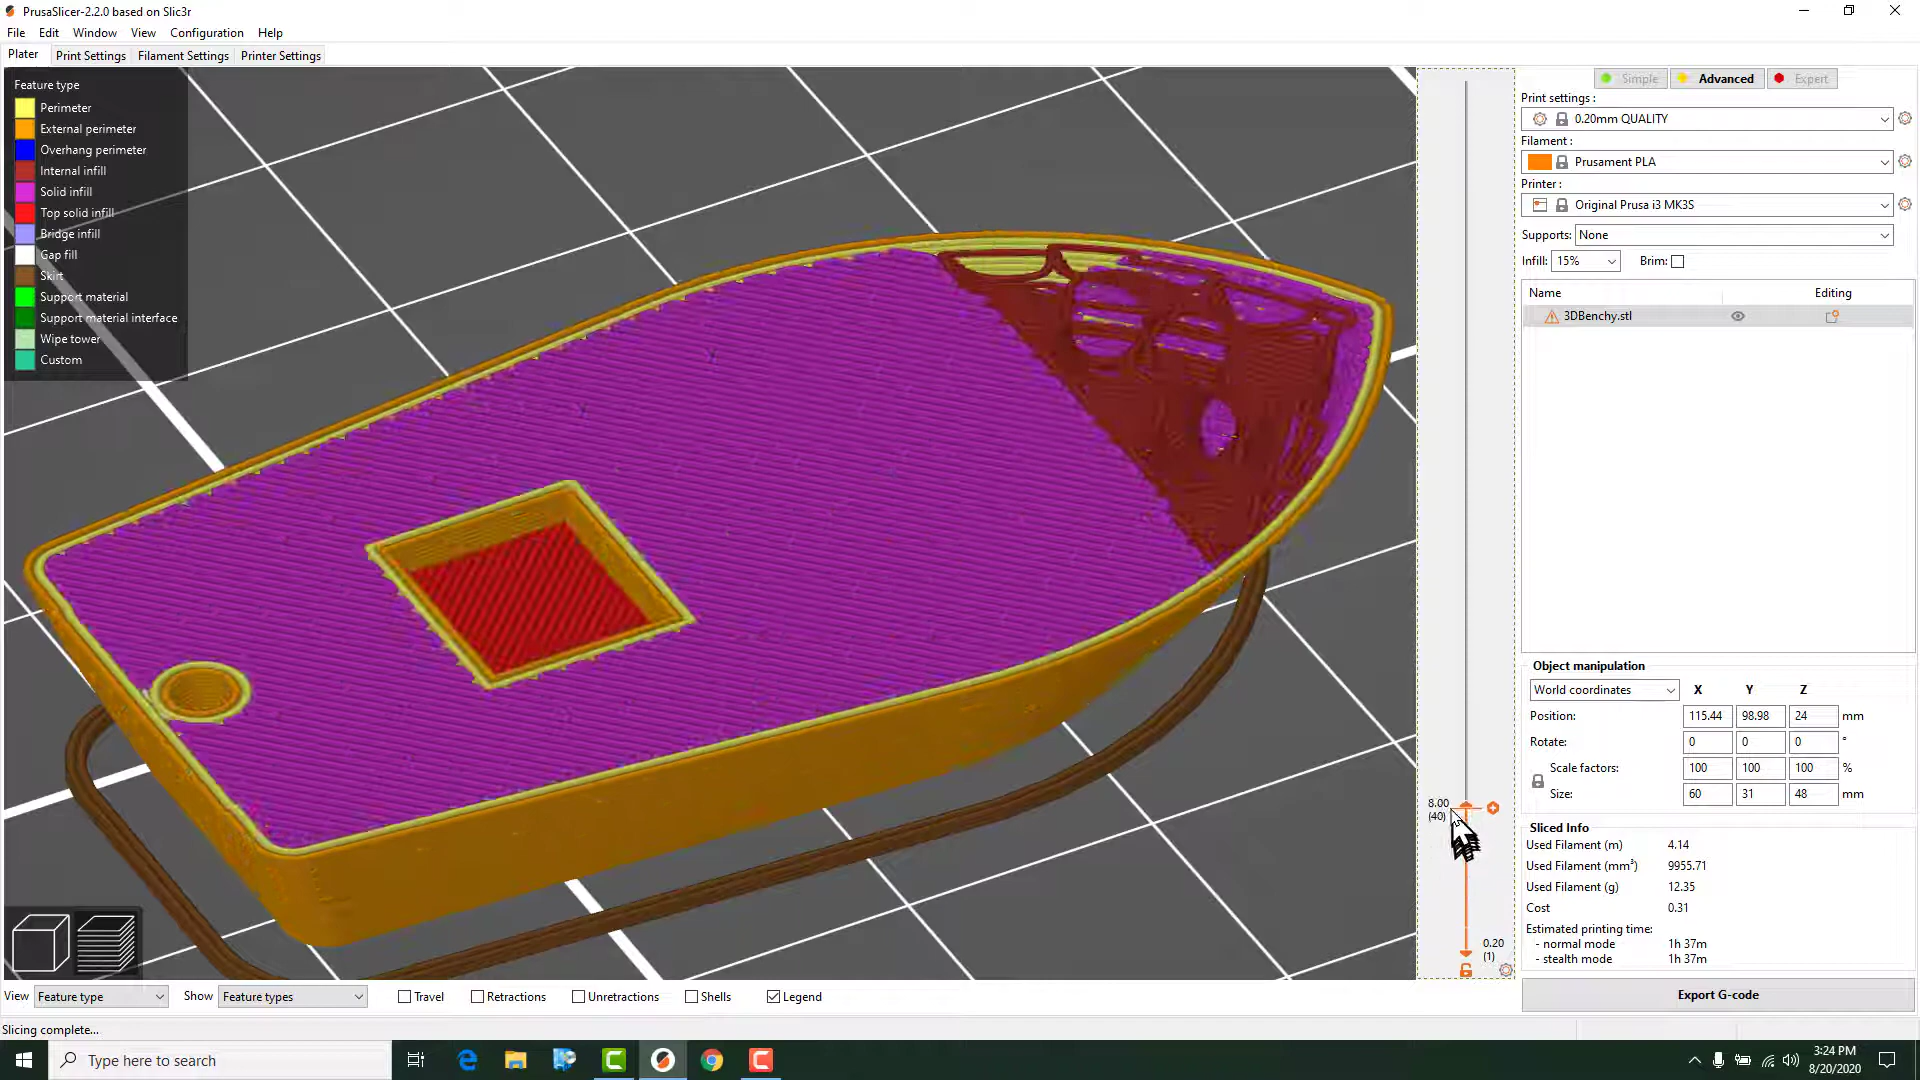 PrusaSlicer-2.2.0 based on Slic3r
File Edit Window View Configuration Help
Plater Print Settings Filament Settings Printer Settings
Feature type
Perimeter
External perimeter
Overhang perimeter
Internal infill
Solid infill
Top solid infill
Bridge infill
Gap fill
Skirt
Support material
Support material interface
Wipe tower
Custom
Simple Advanced Expert
Print settings :
0.20mm QUALITY
Filament :
Prusament PLA
Printer :
Original Prusa i3 MK3S
Supports: None
Infill: 15% Brim:
Name Editing
3DBenchy.stl
Object manipulation
World coordinates X Y Z
Position: 115.44 98.98 24 mm
Rotate: 0 0 0 °
Scale factors: 100 100 100 %
Size: 60 31 48 mm
8.00
(40)
0.20
(1)
Sliced Info
Used Filament (m) 4.14
Used Filament (mm³) 9955.71
Used Filament (g) 12.35
Cost 0.31
Estimated printing time:
- normal mode 1h 37m
- stealth mode 1h 37m
Export G-code
View Feature type Show Feature types Travel Retractions Unretractions Shells Legend
Slicing complete...
Type here to search
3:24 PM
8/20/2020